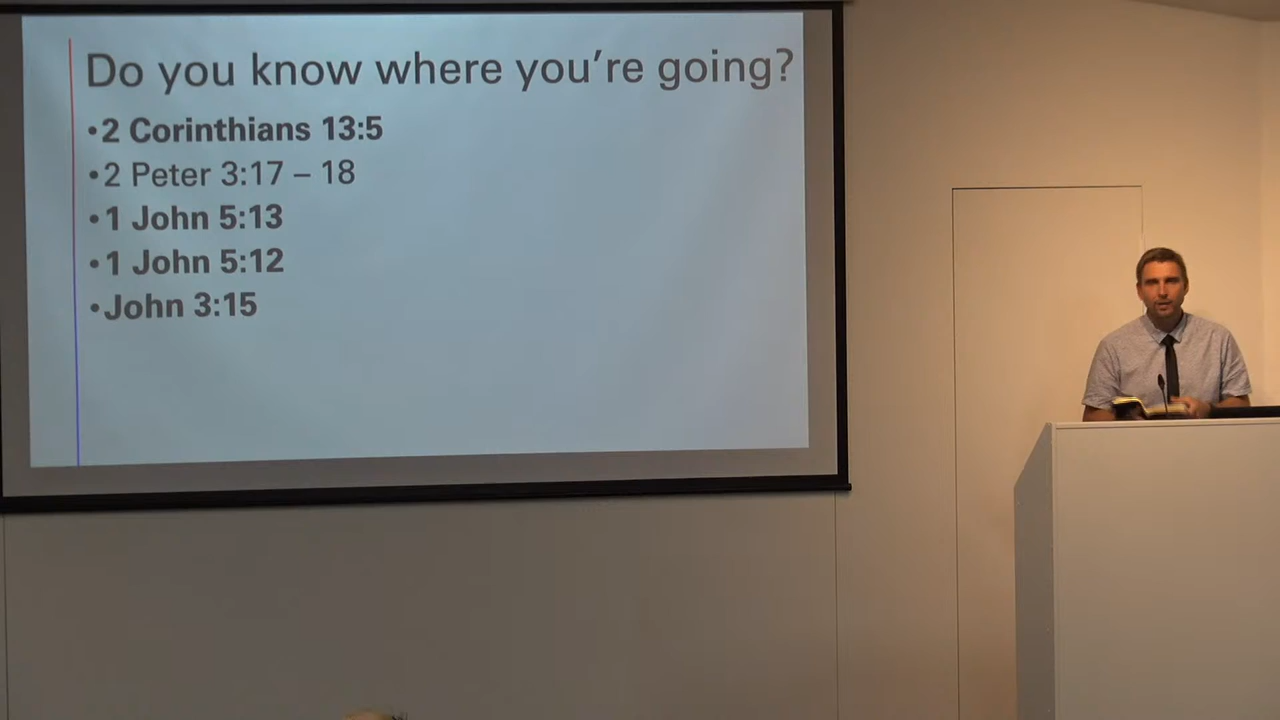 Do you know where you're going?
•2 Corinthians 13:5
•2 Peter 3:17 – 18
•1 John 5:13
•1 John 5:12
•John 3:15